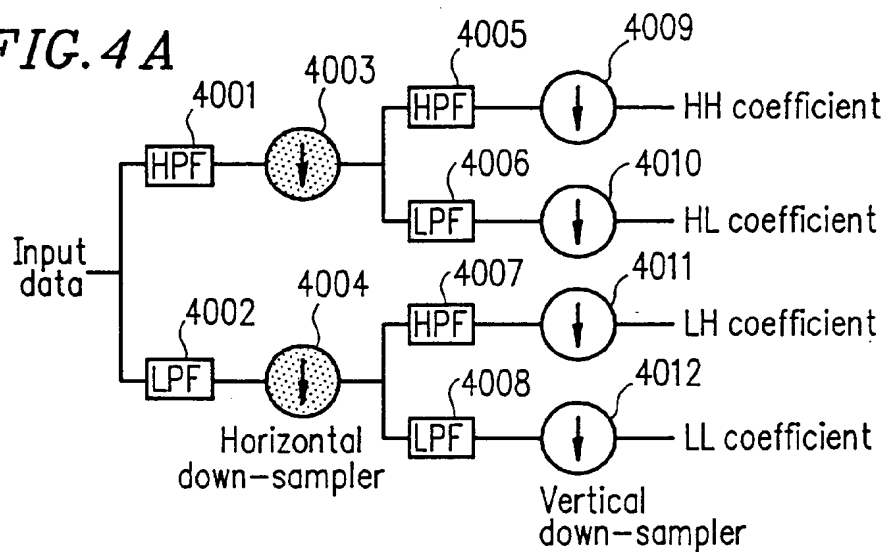 FIG. 4A
4001
4003
4005
4009
HPF
HPF
HH coefficient
4006
4010
LPF
HL coefficient
Input
data
4002
4004
4007
4011
HPF
LH coefficient
LPF
4008
4012
LPF
LL coefficient
Horizontal
down-sampler
Vertical
down-sampler